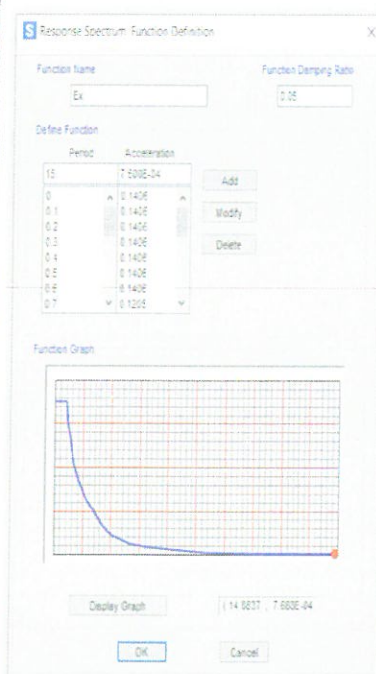 S Response Spectrum Function Definition X
Function Name
Function Damping Ratio
Ex
0.05
Define Function
Period
Acceleration
15
7.600E-04
Add
Modify
Delete
0 0.1406
0.1 0.1406
0.2 0.1406
0.3 0.1406
0.4 0.1406
0.5 0.1406
0.6 0.1406
0.7 0.1205
Function Graph
Display Graph
(14.8837 , 7.683E-04
OK
Cancel